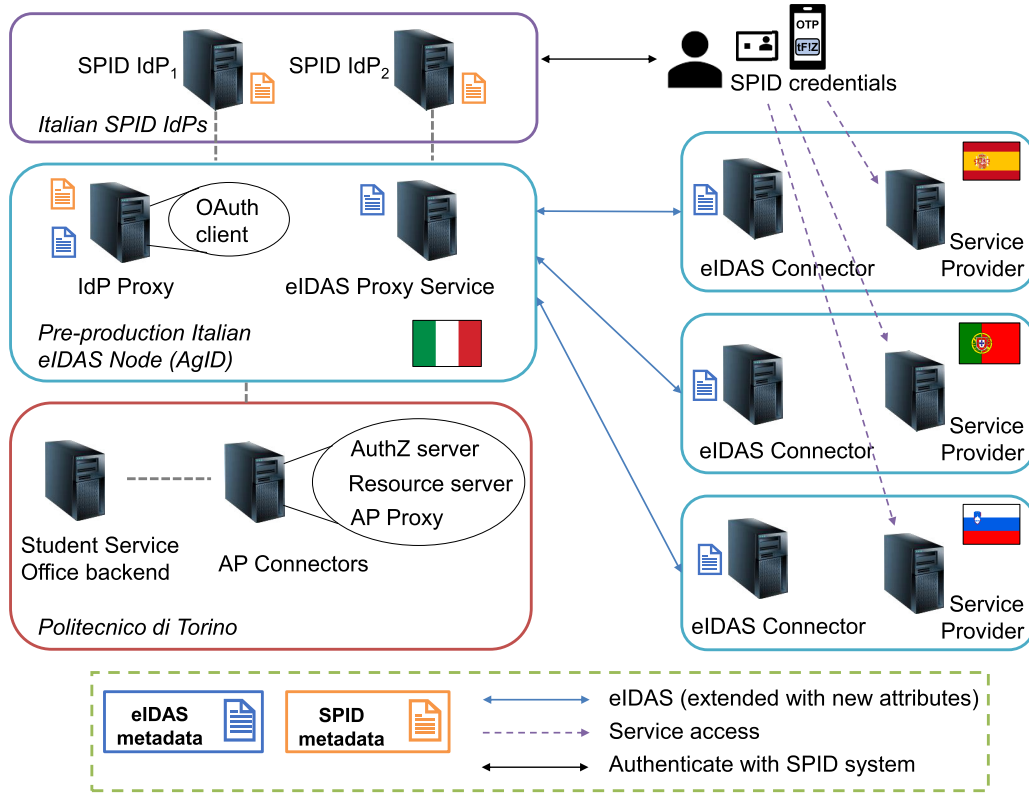 SPID IdP1
SPID IdP2
Italian SPID IdPs
OTP
tF!Z
SPID credentials
OAuth
client
IdP Proxy
eIDAS Proxy Service
Pre-production Italian
eIDAS Node (AgID)
eIDAS Connector
Service
Provider
eIDAS Connector
Service
Provider
eIDAS Connector
Service
Provider
AuthZ server
Resource server
AP Proxy
Student Service
Office backend
AP Connectors
Politecnico di Torino
eIDAS
metadata
SPID
metadata
eIDAS (extended with new attributes)
Service access
Authenticate with SPID system